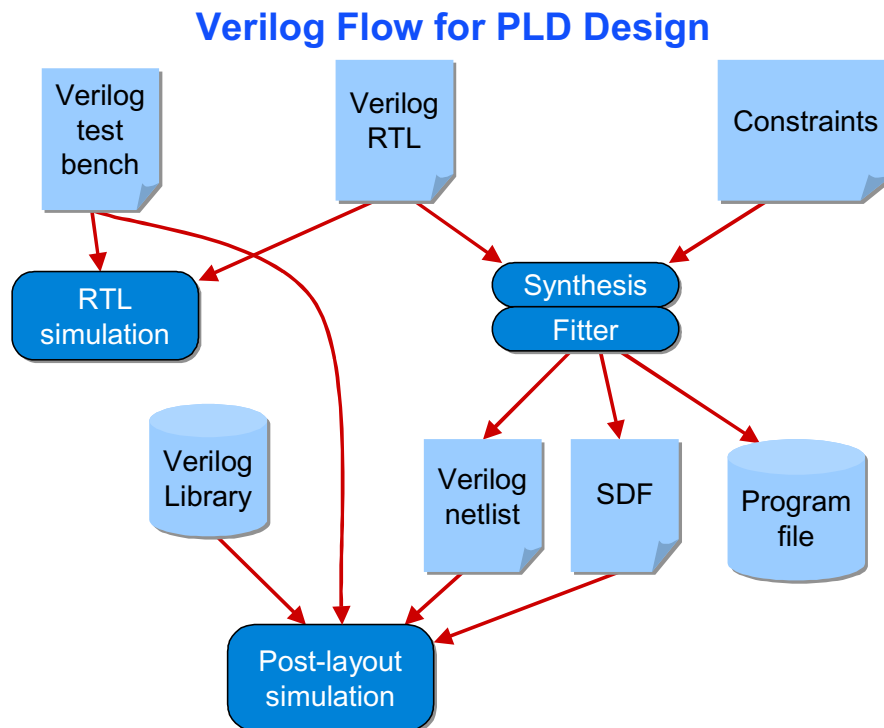 Verilog Flow for PLD Design
Verilog
test
bench
Verilog
RTL
Constraints
RTL
simulation
Synthesis
Fitter
Verilog
Library
Verilog
netlist
SDF
Program
file
Post-layout
simulation